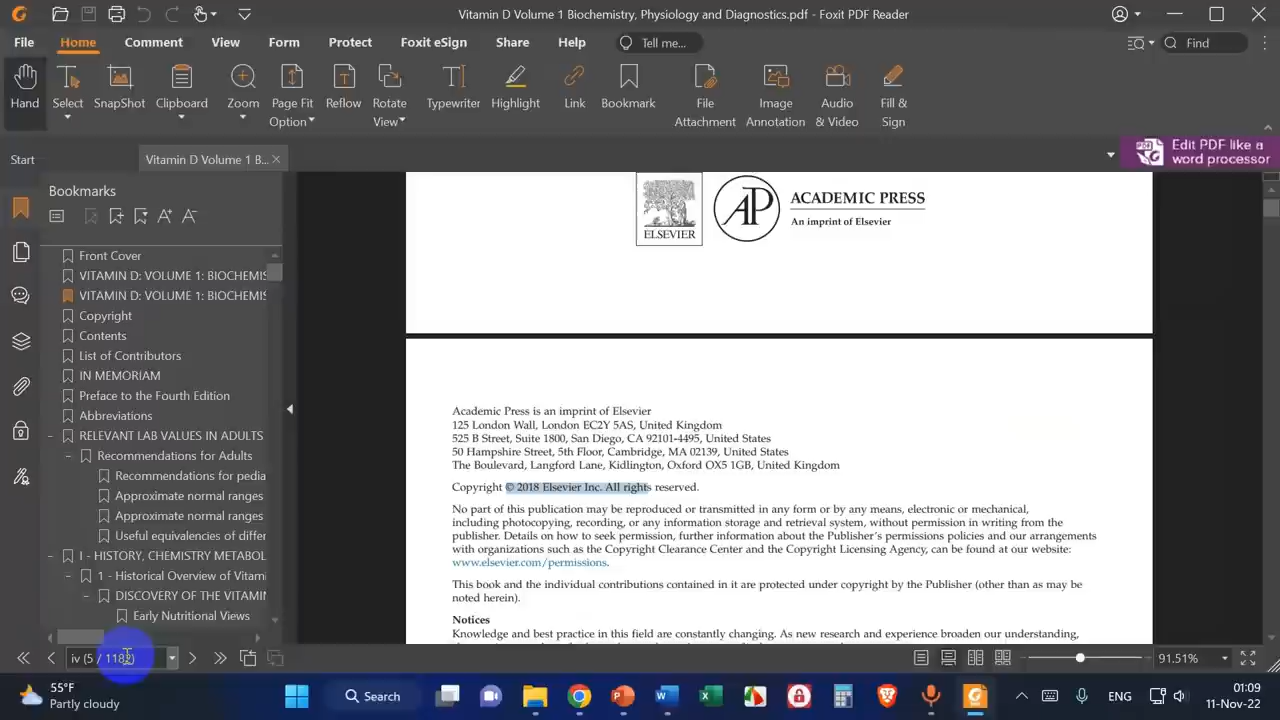 Vitamin D Volume 1 Biochemistry, Physiology and Diagnostics.pdf - Foxit PDF Reader
File Home Comment View Form Protect Foxit eSign Share Help Tell me... Find
Hand Select SnapShot Clipboard Zoom Page Fit Option Reflow Rotate View Typewriter Highlight Link Bookmark File Attachment Image Annotation Audio & Video Fill & Sign
Start
Vitamin D Volume 1 B...
Edit PDF like a
word processor
Bookmarks
Front Cover
VITAMIN D: VOLUME 1: BIOCHEMIS
VITAMIN D: VOLUME 1: BIOCHEMIS
Copyright
Contents
List of Contributors
IN MEMORIAM
Preface to the Fourth Edition
Abbreviations
RELEVANT LAB VALUES IN ADULTS
Recommendations for Adults
Recommendations for pedia
Approximate normal ranges
Approximate normal ranges
Useful equivalencies of differ
I - HISTORY, CHEMISTRY METABOL
1 - Historical Overview of Vitami
DISCOVERY OF THE VITAMIN
Early Nutritional Views
ELSEVIER
AP
ACADEMIC PRESS
An imprint of Elsevier
Academic Press is an imprint of Elsevier
125 London Wall, London EC2Y 5AS, United Kingdom
525 B Street, Suite 1800, San Diego, CA 92101-4495, United States
50 Hampshire Street, 5th Floor, Cambridge, MA 02139, United States
The Boulevard, Langford Lane, Kidlington, Oxford OX5 1GB, United Kingdom
Copyright © 2018 Elsevier Inc. All rights reserved.
No part of this publication may be reproduced or transmitted in any form or by any means, electronic or mechanical,
including photocopying, recording, or any information storage and retrieval system, without permission in writing from the
publisher. Details on how to seek permission, further information about the Publisher's permissions policies and our arrangements
with organizations such as the Copyright Clearance Center and the Copyright Licensing Agency, can be found at our website:
www.elsevier.com/permissions.
This book and the individual contributions contained in it are protected under copyright by the Publisher (other than as may be
noted herein).
Notices
Knowledge and best practice in this field are constantly changing. As new research and experience broaden our understanding,
iv (5 / 1182)
91.51%
55°F
Partly cloudy
Search
ENG
01:09
11-Nov-22